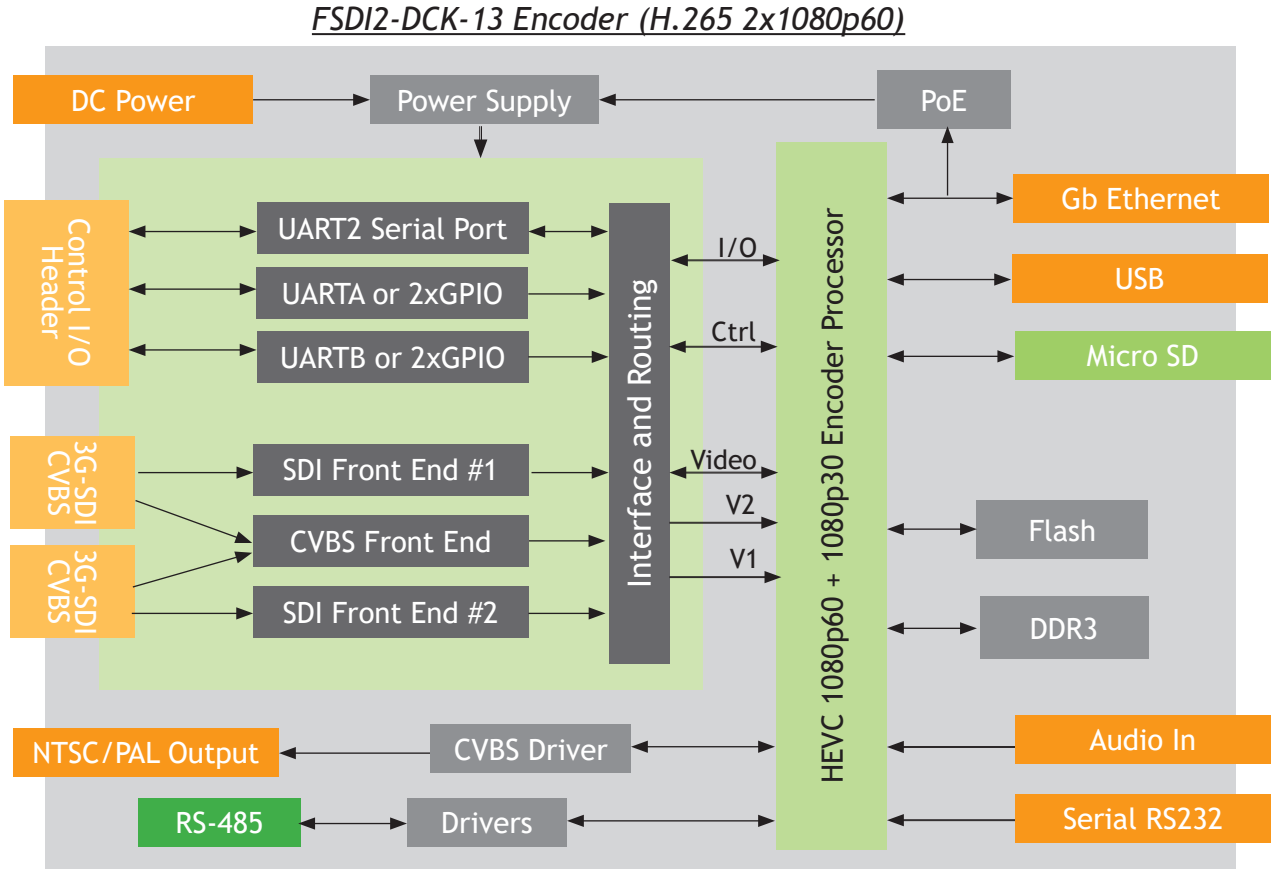 FSDI2-DCK-13 Encoder (H.265 2x1080p60)
DC Power
Power Supply
PoE
Control I/O
Header
UART2 Serial Port
UARTA or 2xGPIO
UARTB or 2xGPIO
3G-SDI
CVBS
3G-SDI
CVBS
SDI Front End #1
CVBS Front End
SDI Front End #2
Interface and Routing
I/O
Ctrl
Video
V2
V1
HEVC 1080p60 + 1080p30 Encoder Processor
Gb Ethernet
USB
Micro SD
Flash
DDR3
NTSC/PAL Output
CVBS Driver
Audio In
RS-485
Drivers
Serial RS232